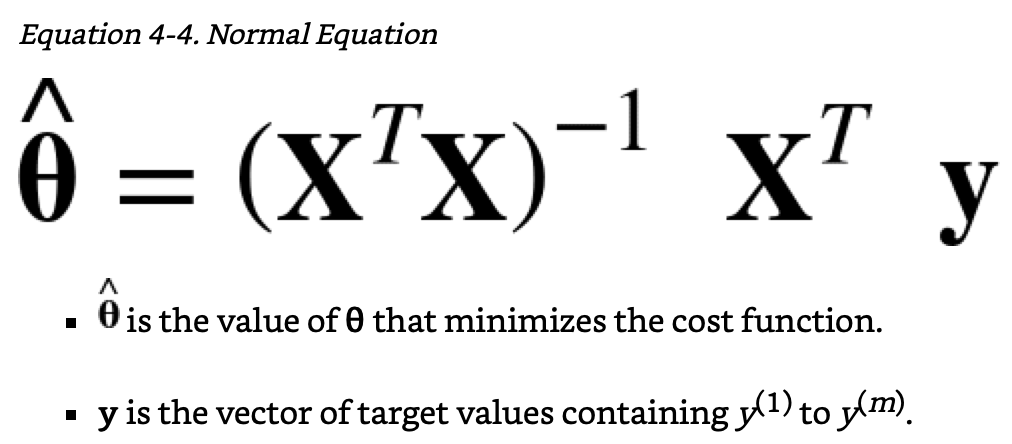 Equation 4-4. Normal Equation
θ̂ = (XᵀX)⁻¹ Xᵀ y
▪ θ̂ is the value of θ that minimizes the cost function.
▪ y is the vector of target values containing y⁽¹⁾ to y⁽ᵐ⁾.